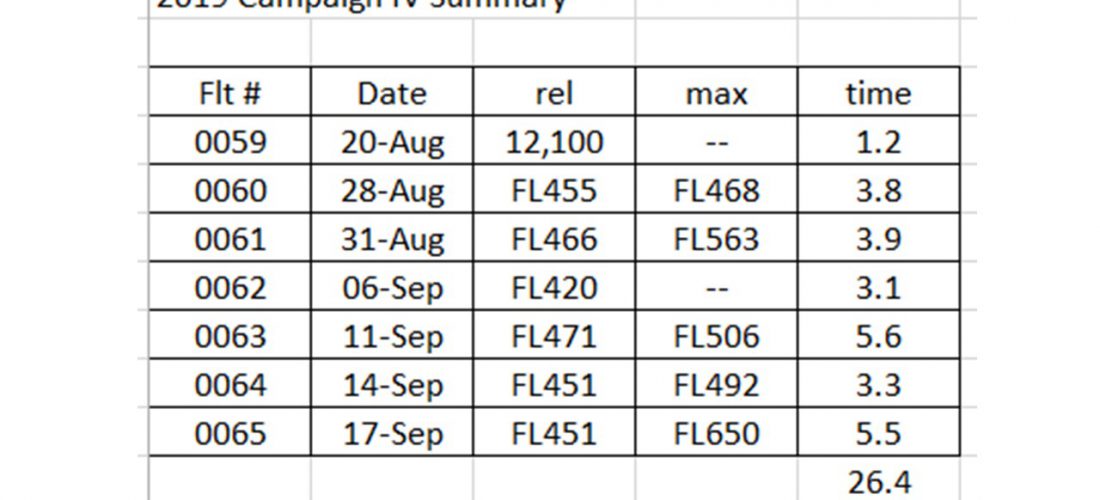 2019 Campaign IV Summary
Flt # Date rel max time
0059 20-Aug 12,100 -- 1.2
0060 28-Aug FL455 FL468 3.8
0061 31-Aug FL466 FL563 3.9
0062 06-Sep FL420 -- 3.1
0063 11-Sep FL471 FL506 5.6
0064 14-Sep FL451 FL492 3.3
0065 17-Sep FL451 FL650 5.5
26.4